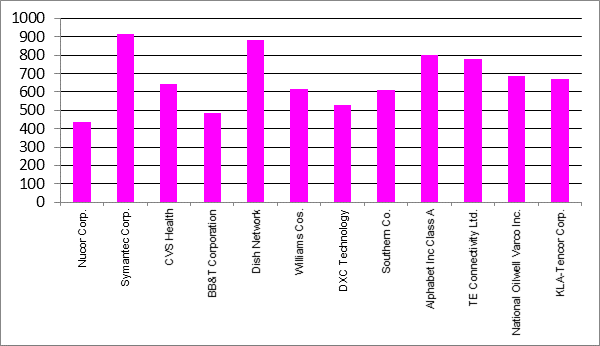 1000
900
800
700
600
500
400
300
200
100
0
Nucor Corp.
Symantec Corp.
CVS Health
BB&T Corporation
Dish Network
Williams Cos.
DXC Technology
Southern Co.
Alphabet Inc Class A
TE Connectivity Ltd.
National Oilwell Varco Inc.
KLA-Tencor Corp.